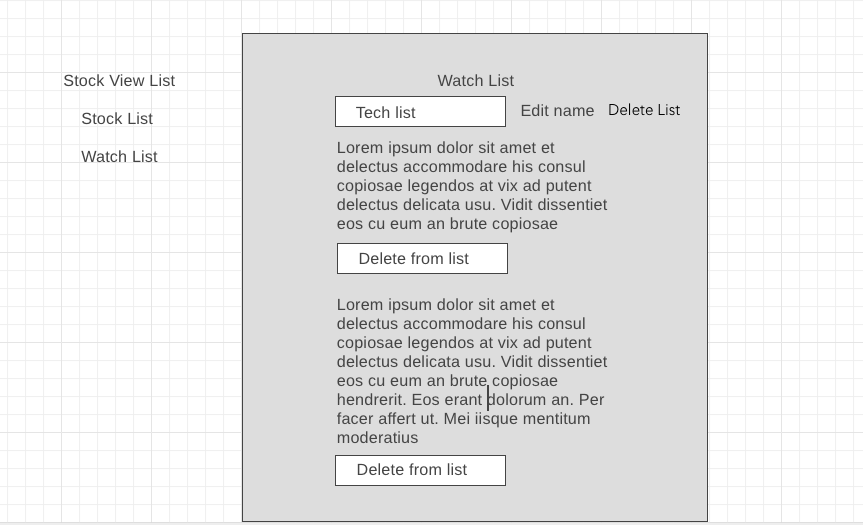 Stock View List
Stock List
Watch List
Watch List
Tech list
Edit name
Delete List
Lorem ipsum dolor sit amet et
delectus accommodare his consul
copiosae legendos at vix ad putent
delectus delicata usu. Vidit dissentiet
eos cu eum an brute copiosae
Delete from list
Lorem ipsum dolor sit amet et
delectus accommodare his consul
copiosae legendos at vix ad putent
delectus delicata usu. Vidit dissentiet
eos cu eum an brute copiosae
hendrerit. Eos erant dolorum an. Per
facer affert ut. Mei iisque mentitum
moderatius
Delete from list